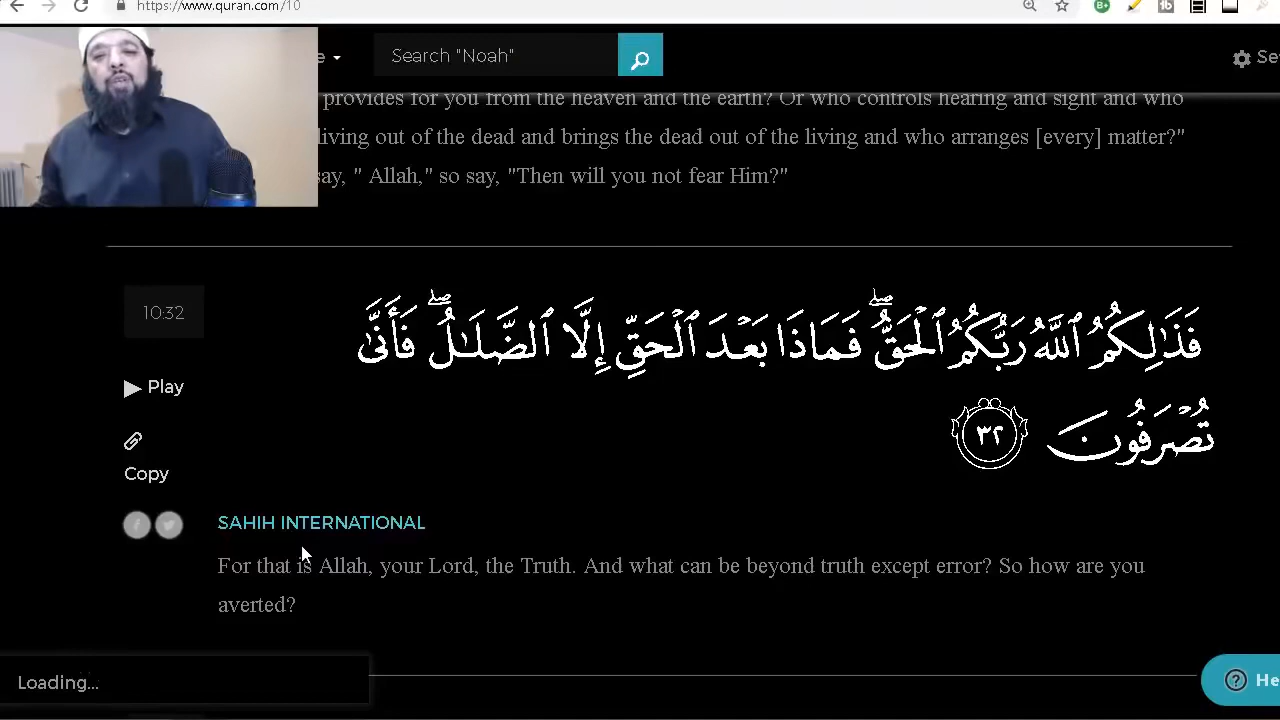 https://www.quran.com/10
e
Search "Noah"
Se
provides for you from the heaven and the earth? Or who controls hearing and sight and who
living out of the dead and brings the dead out of the living and who arranges [every] matter?"
say, " Allah," so say, "Then will you not fear Him?"
10:32
فَذَٰلِكُمُ ٱللَّهُ رَبُّكُمُ ٱلْحَقُّ ۖ فَمَاذَا بَعْدَ ٱلْحَقِّ إِلَّا ٱلضَّلَـٰلُ ۖ فَأَنَّىٰ
تُصْرَفُونَ ٣٢
Play
Copy
SAHIH INTERNATIONAL
For that is Allah, your Lord, the Truth. And what can be beyond truth except error? So how are you
averted?
Loading...
He